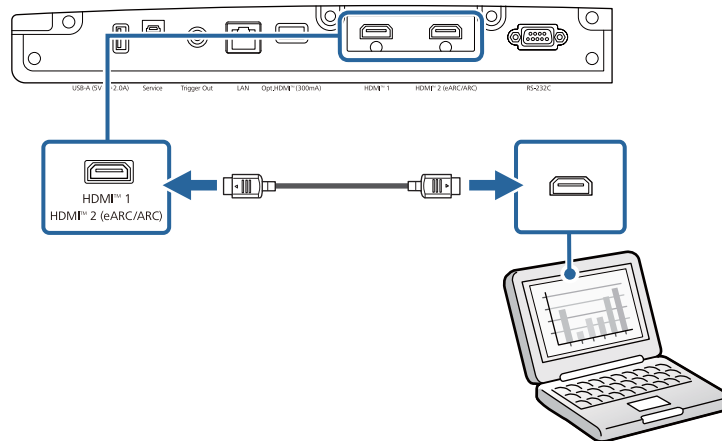 USB-A (5V 2.0A) Service Trigger Out LAN Opt.HDMI™(300mA) HDMI™ 1 HDMI™ 2 (eARC/ARC) RS-232C
HDMI™ 1
HDMI™ 2 (eARC/ARC)